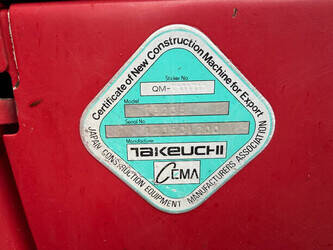 Certificate of New Construction Machine for Export
Sticker No.
QM-
Model
Serial No
Manufacture
TAKEUCHI
CEMA
JAPAN CONSTRUCTION EQUIPMENT MANUFACTURERS ASSOCIATION